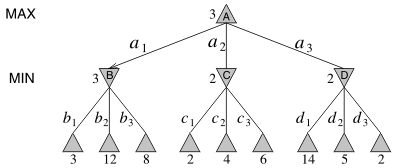 MAX 3 A
a1 a2 a3
MIN 3 B 2 C 2 D
b1 b2 b3 c1 c2 c3 d1 d2 d3
3 12 8 2 4 6 14 5 2